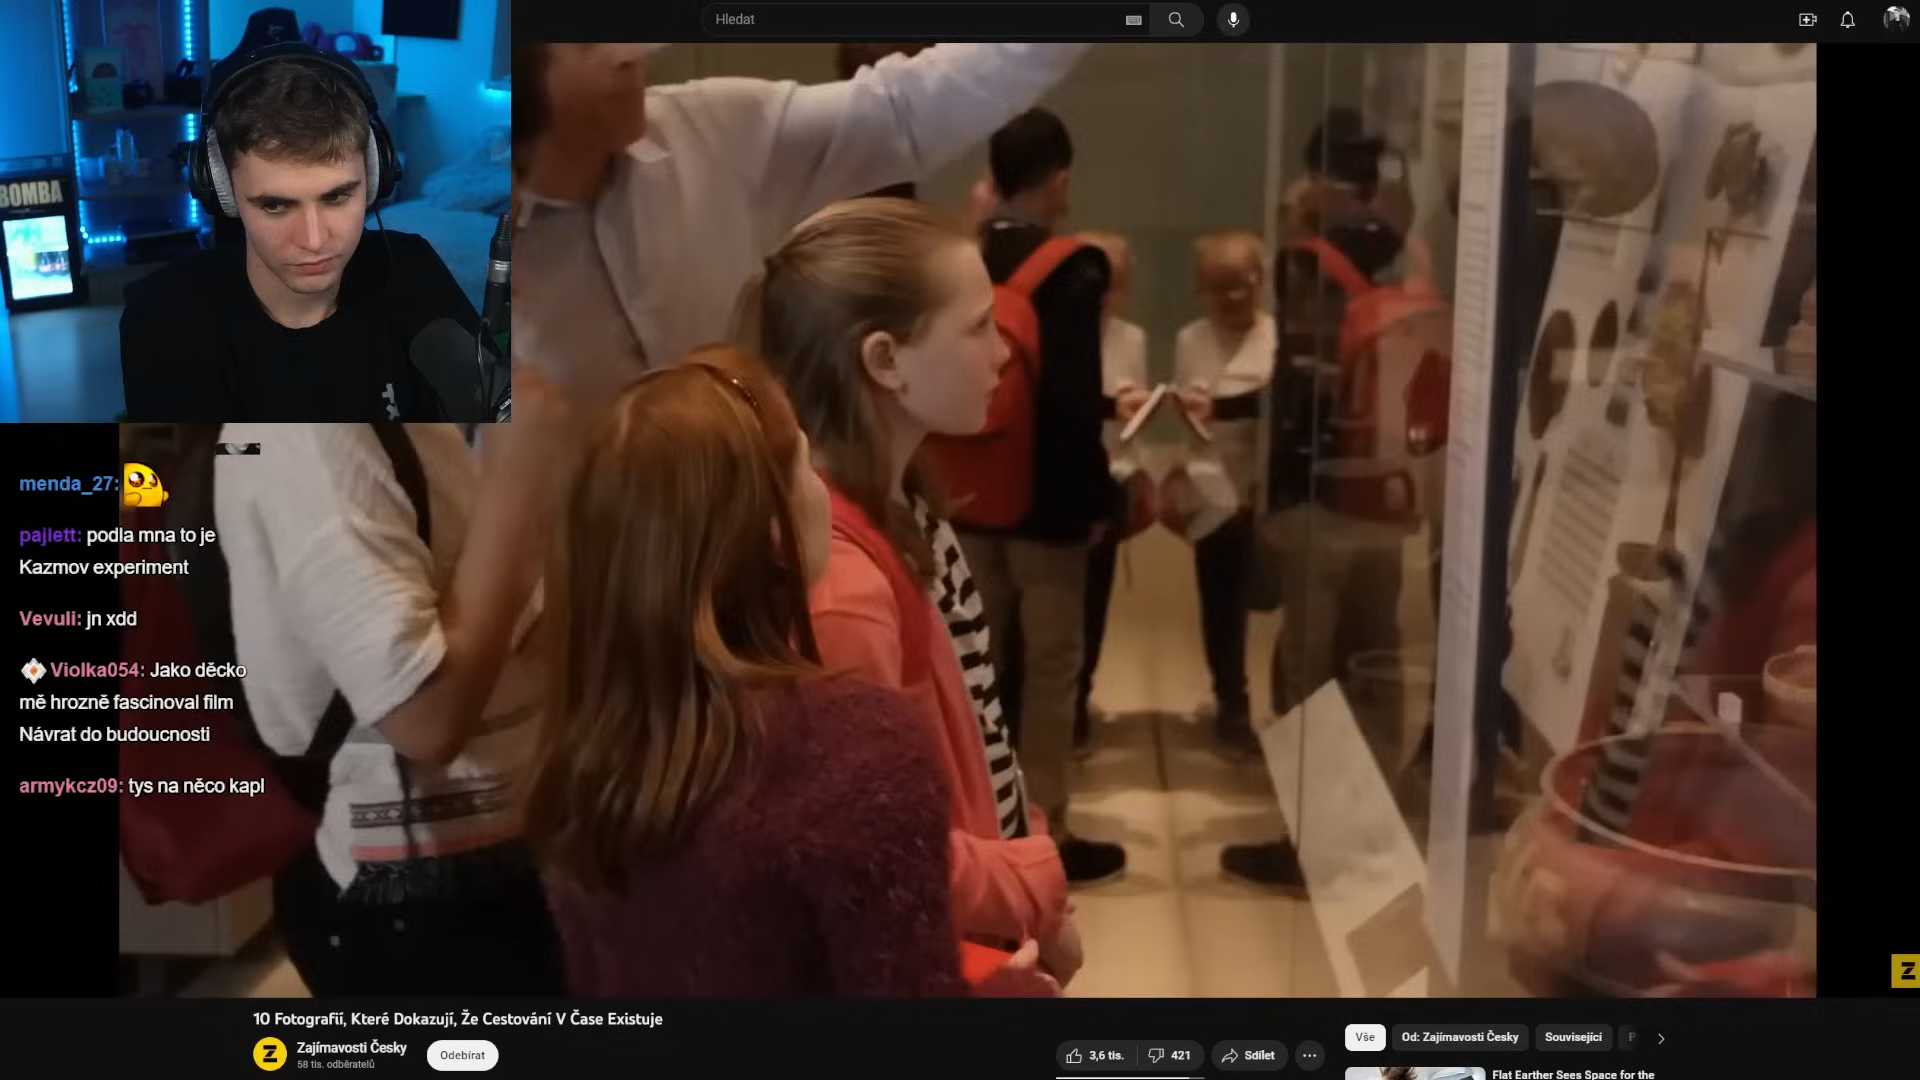 Hledat
BOMBA
menda_27:
pajlett: podla mna to je
Kazmov experiment
Vevuli: jn xdd
Violka054: Jako děcko
mě hrozně fascinoval film
Návrat do budoucnosti
armykcz09: tys na něco kapl
Z
10 Fotografií, Které Dokazují, Že Cestování V Čase Existuje
Z
Zajímavosti Česky
58 tis. odběratelů
Odebírat
3,6 tis.
421
Sdílet
Vše
Od: Zajímavosti Česky
Související
P
Flat Earther Sees Space for the